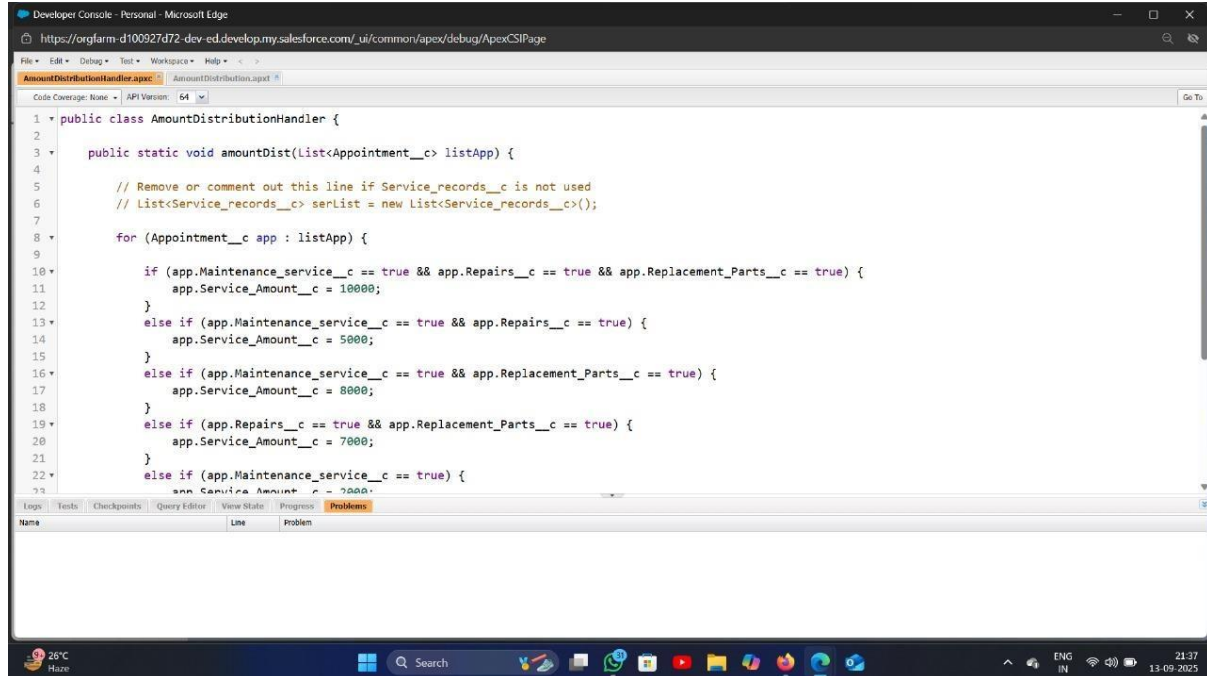 Developer Console - Personal - Microsoft Edge
https://orgfarm-d100927d72-dev-ed.develop.my.salesforce.com/_ui/common/apex/debug/ApexCSIPage
File Edit Debug Test Workspace Help < >
AmountDistributionHandler.apxc AmountDistribution.apxt
Code Coverage: None API Version: 64 Go To
1 public class AmountDistributionHandler {
2
3 public static void amountDist(List<Appointment__c> listApp) {
4
5 // Remove or comment out this line if Service_records__c is not used
6 // List<Service_records__c> serList = new List<Service_records__c>();
7
8 for (Appointment__c app : listApp) {
9
10 if (app.Maintenance_service__c == true && app.Repairs__c == true && app.Replacement_Parts__c == true) {
11 app.Service_Amount__c = 10000;
12 }
13 else if (app.Maintenance_service__c == true && app.Repairs__c == true) {
14 app.Service_Amount__c = 5000;
15 }
16 else if (app.Maintenance_service__c == true && app.Replacement_Parts__c == true) {
17 app.Service_Amount__c = 8000;
18 }
19 else if (app.Repairs__c == true && app.Replacement_Parts__c == true) {
20 app.Service_Amount__c = 7000;
21 }
22 else if (app.Maintenance_service__c == true) {
23 app.Service_Amount__c = 2000;
Logs Tests Checkpoints Query Editor View State Progress Problems
Name Line Problem
9+ 26°C Search 31 ENG 21:37
Haze IN 13-09-2025